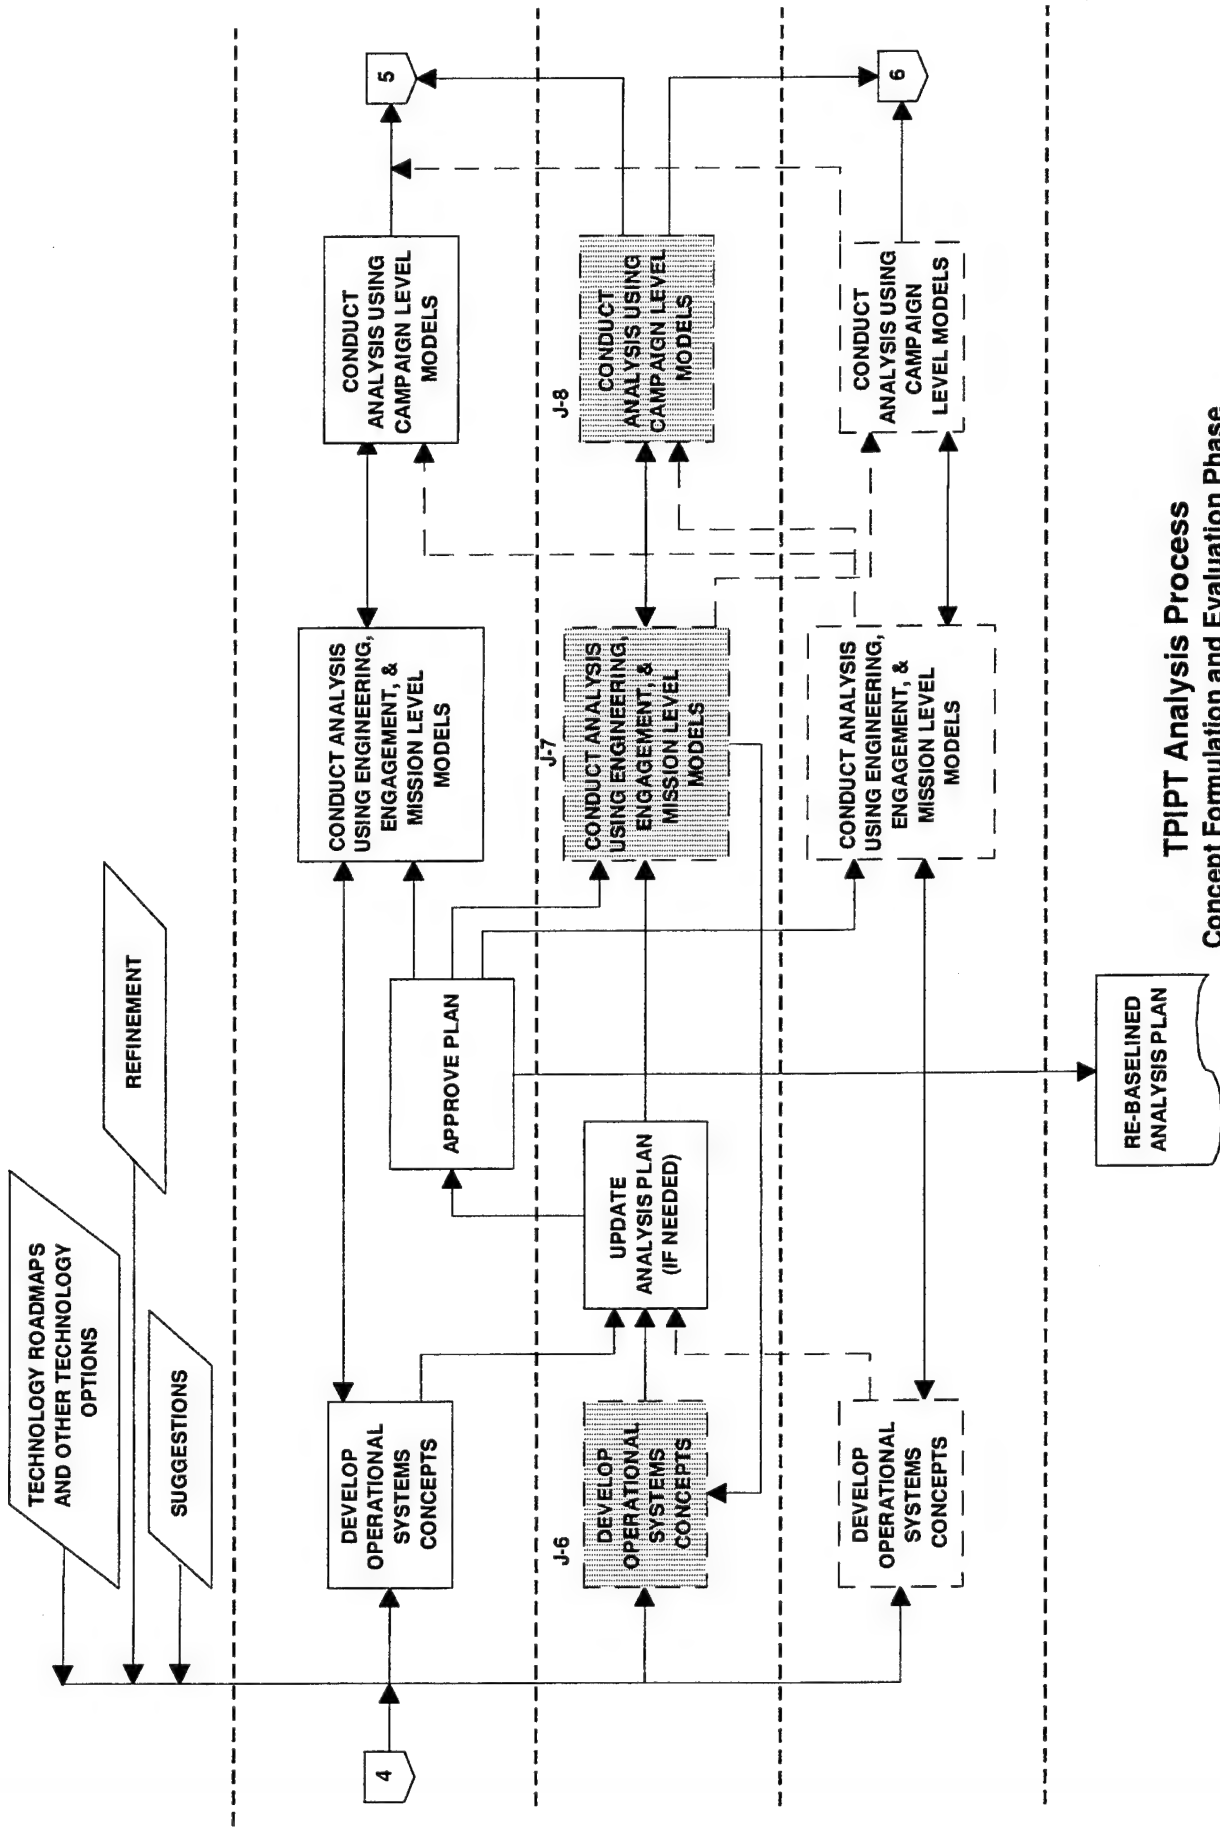 TECHNOLOGY ROADMAPS
AND OTHER TECHNOLOGY
OPTIONS
REFINEMENT
SUGGESTIONS
4
DEVELOP
OPERATIONAL
SYSTEMS
CONCEPTS
APPROVE PLAN
CONDUCT ANALYSIS
USING ENGINEERING,
ENGAGEMENT, &
MISSION LEVEL
MODELS
CONDUCT
ANALYSIS USING
CAMPAIGN LEVEL
MODELS
5
J-6
DEVELOP
OPERATIONAL
SYSTEMS
CONCEPTS
UPDATE
ANALYSIS PLAN
(IF NEEDED)
J-7
CONDUCT ANALYSIS
USING ENGINEERING,
ENGAGEMENT, &
MISSION LEVEL
MODELS
J-8
CONDUCT
ANALYSIS USING
CAMPAIGN LEVEL
MODELS
DEVELOP
OPERATIONAL
SYSTEMS
CONCEPTS
CONDUCT ANALYSIS
USING ENGINEERING,
ENGAGEMENT, &
MISSION LEVEL
MODELS
CONDUCT
ANALYSIS USING
CAMPAIGN
LEVEL MODELS
6
RE-BASELINED
ANALYSIS PLAN
TPIPT Analysis Process
Concept Formulation and Evaluation Phase